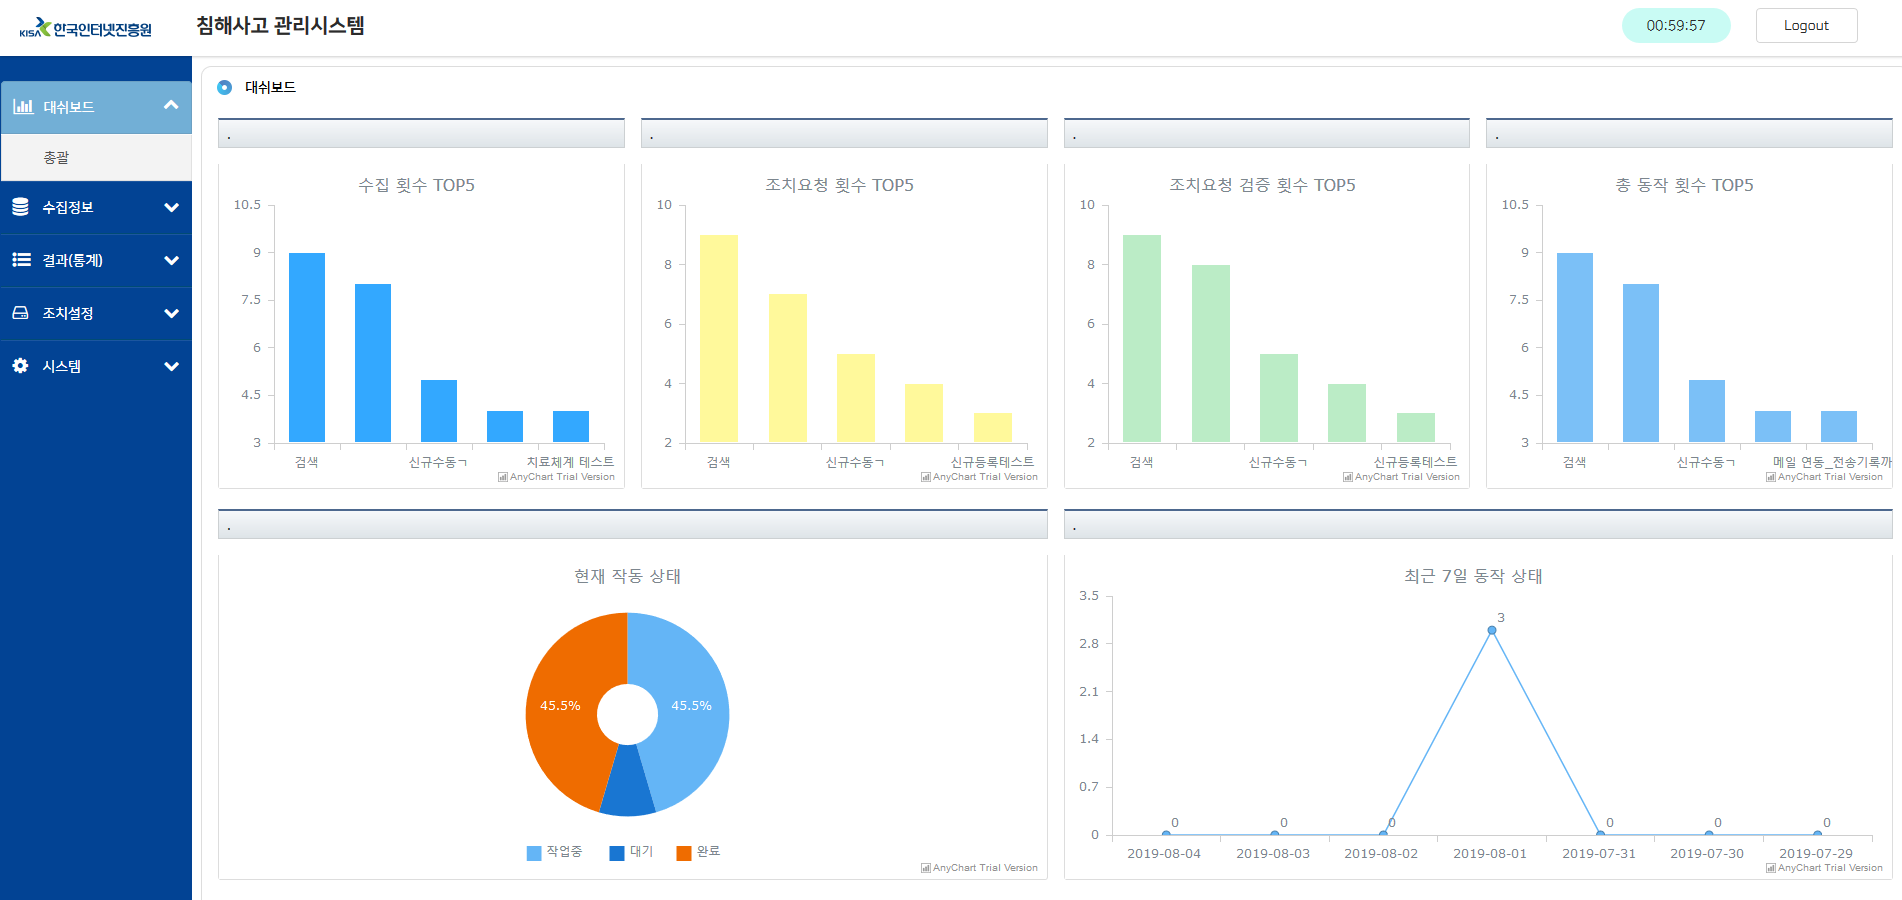 KISA 한국인터넷진흥원
침해사고 관리시스템
00:59:57
Logout
대쉬보드
총괄
수집정보
결과(통계)
조치설정
시스템
대쉬보드
.
.
.
.
수집 횟수 TOP5
10.5
9
7.5
6
4.5
3
검색
신규수동ㄱ
치료체계 테스트
AnyChart Trial Version
조치요청 횟수 TOP5
10
8
6
4
2
검색
신규수동ㄱ
신규등록테스트
AnyChart Trial Version
조치요청 검증 횟수 TOP5
10
8
6
4
2
검색
신규수동ㄱ
신규등록테스트
AnyChart Trial Version
총 동작 횟수 TOP5
10.5
9
7.5
6
4.5
3
검색
신규수동ㄱ
메일 연동_전송기록까
AnyChart Trial Version
.
.
현재 작동 상태
45.5%
45.5%
작업중
대기
완료
AnyChart Trial Version
최근 7일 동작 상태
3.5
2.8
2.1
1.4
0.7
0
0
0
0
3
0
0
0
2019-08-04
2019-08-03
2019-08-02
2019-08-01
2019-07-31
2019-07-30
2019-07-29
AnyChart Trial Version